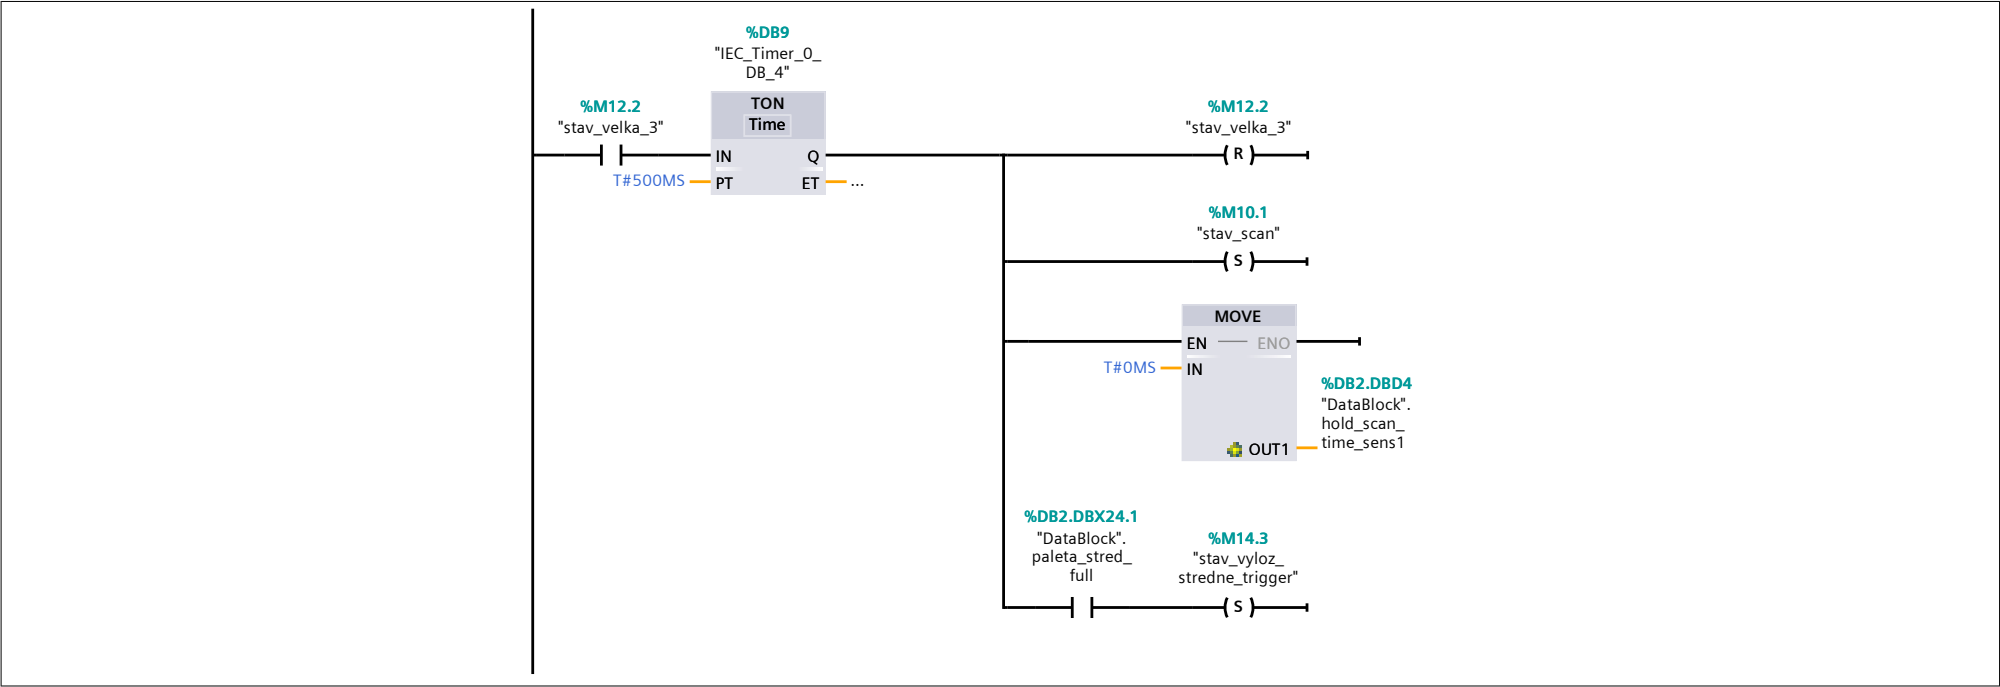 %DB9
"IEC_Timer_0_
DB_4"
%M12.2
"stav_velka_3"
TON
Time
IN
Q
T#500MS
PT
ET
...
%M12.2
"stav_velka_3"
R
%M10.1
"stav_scan"
S
MOVE
EN
ENO
T#0MS
IN
%DB2.DBD4
"DataBlock".
hold_scan_
time_sens1
OUT1
%DB2.DBX24.1
"DataBlock".
paleta_stred_
full
%M14.3
"stav_vyloz_
stredne_trigger"
S